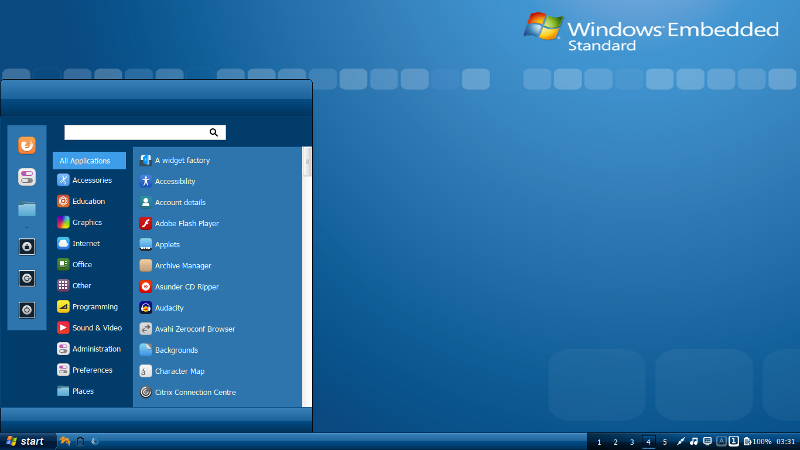 Windows Embedded
Standard
All Applications
Accessories
Education
Graphics
Internet
Office
Other
Programming
Sound & Video
Administration
Preferences
Places
A widget factory
Accessibility
Account details
Adobe Flash Player
Applets
Archive Manager
Asunder CD Ripper
Audacity
Avahi Zeroconf Browser
Backgrounds
Character Map
Citrix Connection Centre
start
1 2 3 4 5 A 1 100% 03:31